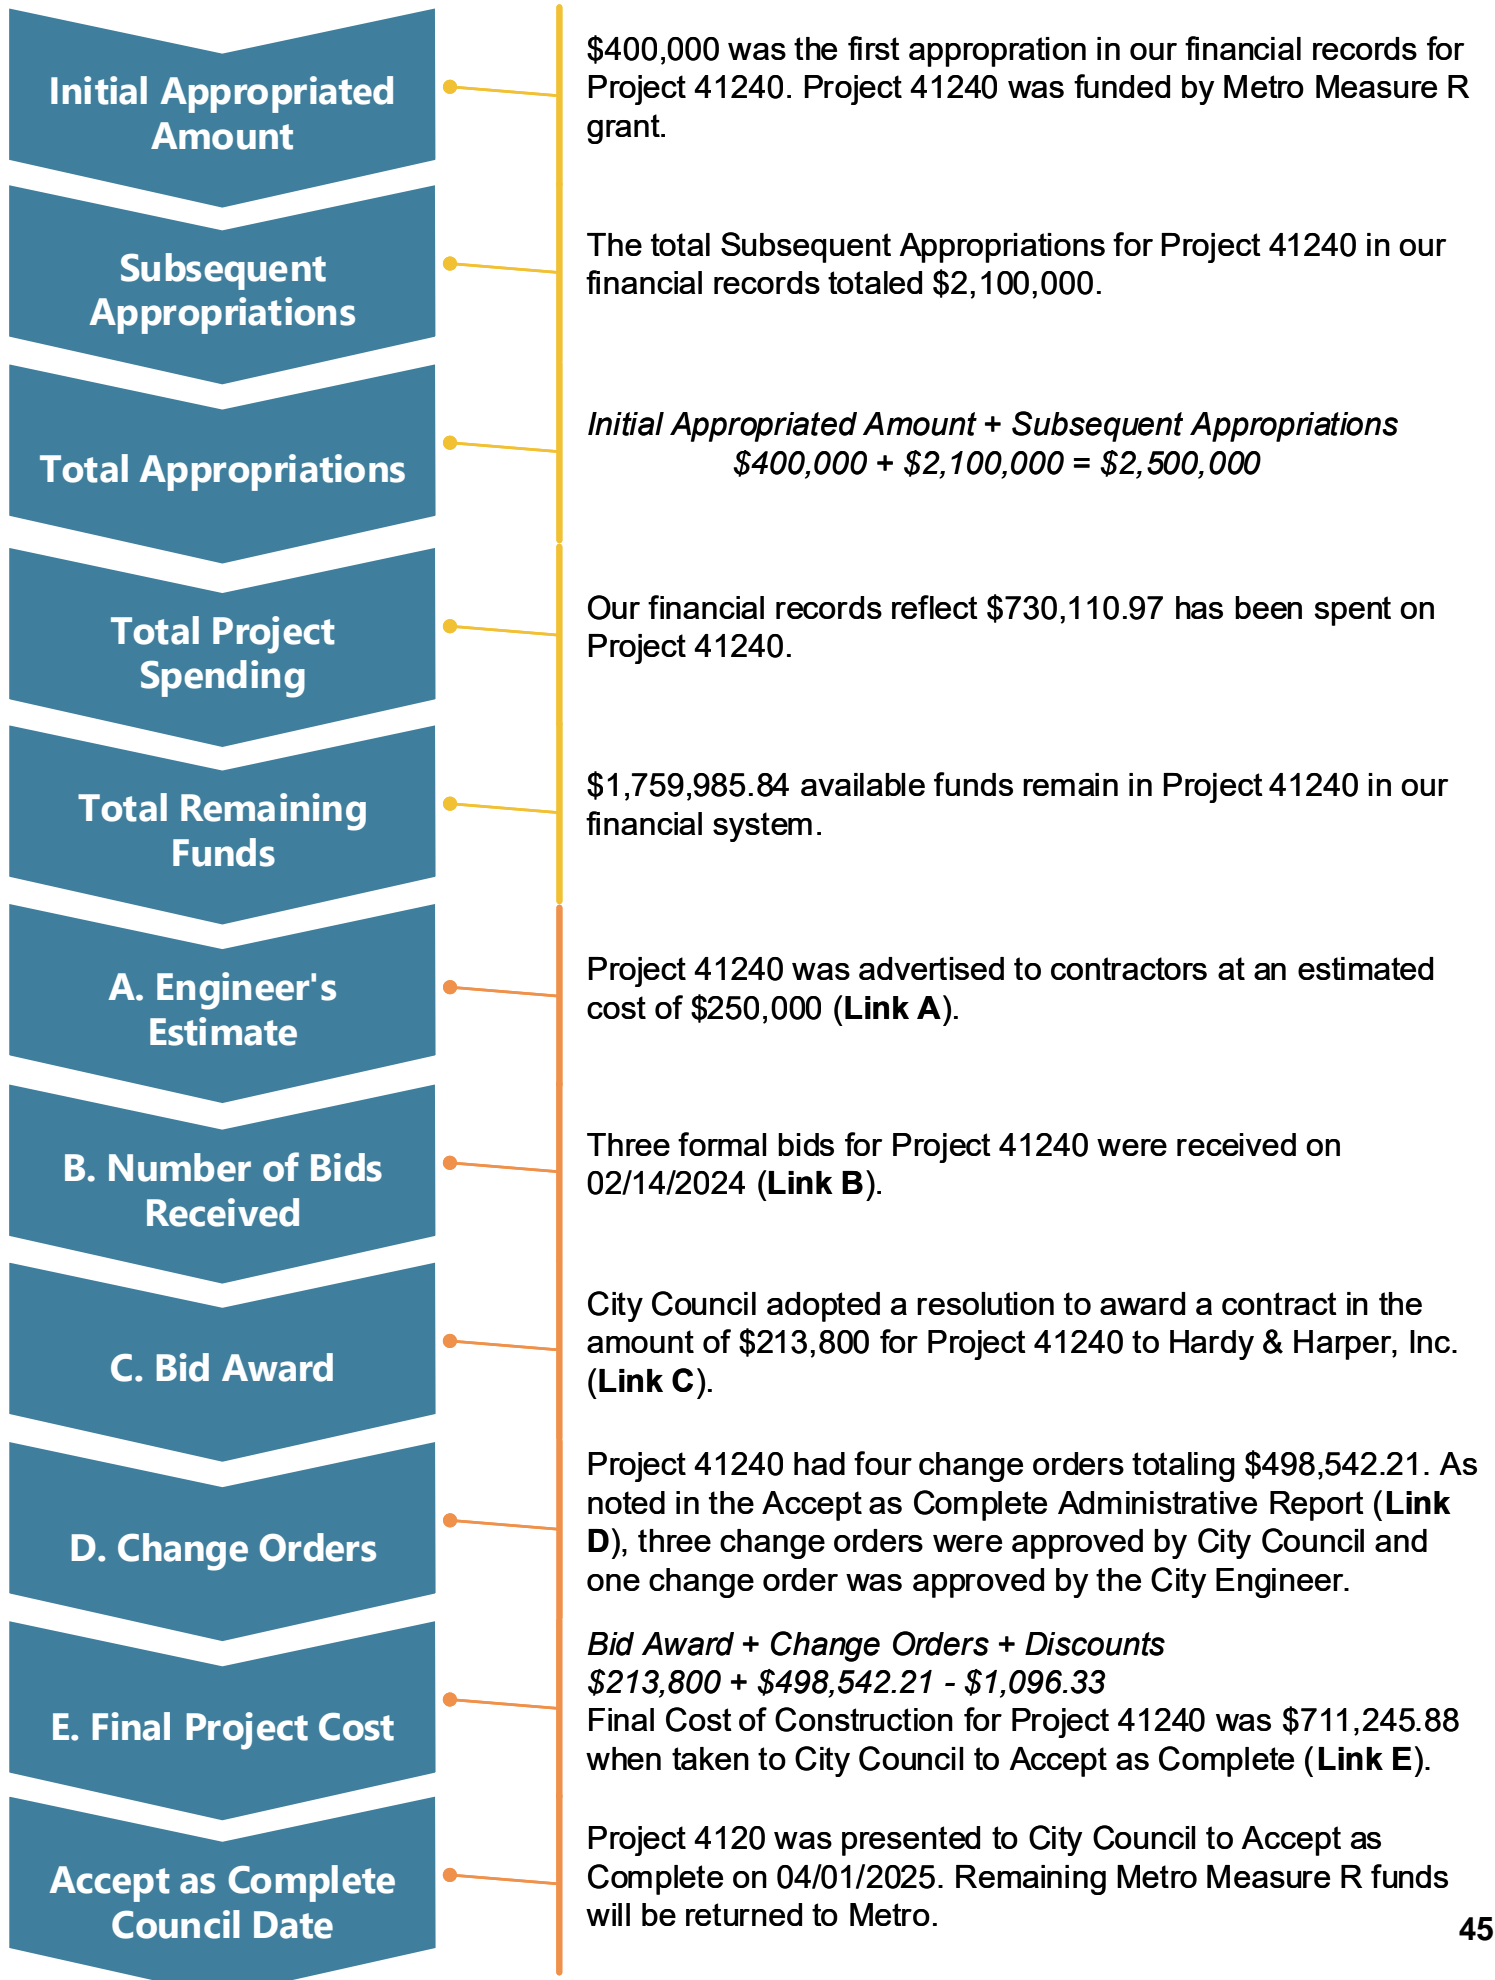 Initial Appropriated
Amount
$400,000 was the first appropration in our financial records for
Project 41240. Project 41240 was funded by Metro Measure R
grant.
Subsequent
Appropriations
The total Subsequent Appropriations for Project 41240 in our
financial records totaled $2,100,000.
Total Appropriations
Initial Appropriated Amount + Subsequent Appropriations
$400,000 + $2,100,000 = $2,500,000
Total Project
Spending
Our financial records reflect $730,110.97 has been spent on
Project 41240.
Total Remaining
Funds
$1,759,985.84 available funds remain in Project 41240 in our
financial system.
A. Engineer's
Estimate
Project 41240 was advertised to contractors at an estimated
cost of $250,000 (Link A).
B. Number of Bids
Received
Three formal bids for Project 41240 were received on
02/14/2024 (Link B).
C. Bid Award
City Council adopted a resolution to award a contract in the
amount of $213,800 for Project 41240 to Hardy & Harper, Inc.
(Link C).
D. Change Orders
Project 41240 had four change orders totaling $498,542.21. As
noted in the Accept as Complete Administrative Report (Link
D), three change orders were approved by City Council and
one change order was approved by the City Engineer.
E. Final Project Cost
Bid Award + Change Orders + Discounts
$213,800 + $498,542.21 - $1,096.33
Final Cost of Construction for Project 41240 was $711,245.88
when taken to City Council to Accept as Complete (Link E).
Accept as Complete
Council Date
Project 4120 was presented to City Council to Accept as
Complete on 04/01/2025. Remaining Metro Measure R funds
will be returned to Metro.
45